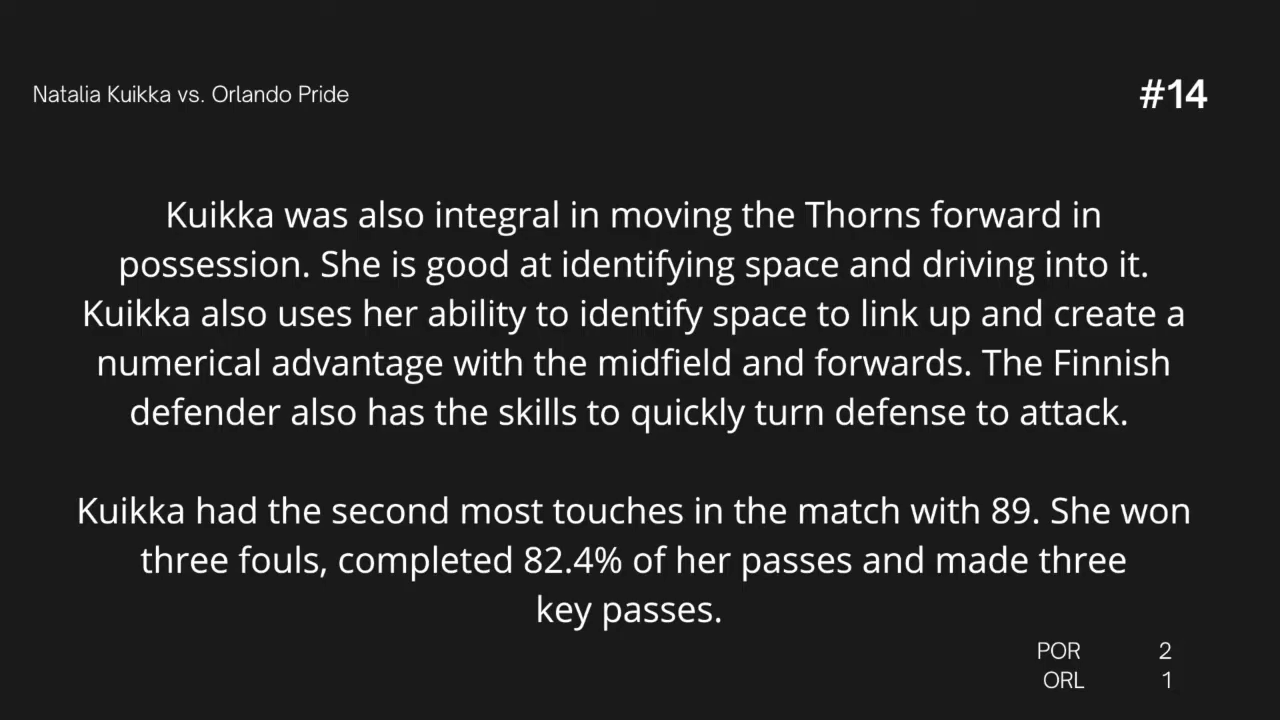 Natalia Kuikka vs. Orlando Pride
#14
Kuikka was also integral in moving the Thorns forward in
possession. She is good at identifying space and driving into it.
Kuikka also uses her ability to identify space to link up and create a
numerical advantage with the midfield and forwards. The Finnish
defender also has the skills to quickly turn defense to attack.
Kuikka had the second most touches in the match with 89. She won
three fouls, completed 82.4% of her passes and made three
key passes.
POR 2
ORL 1